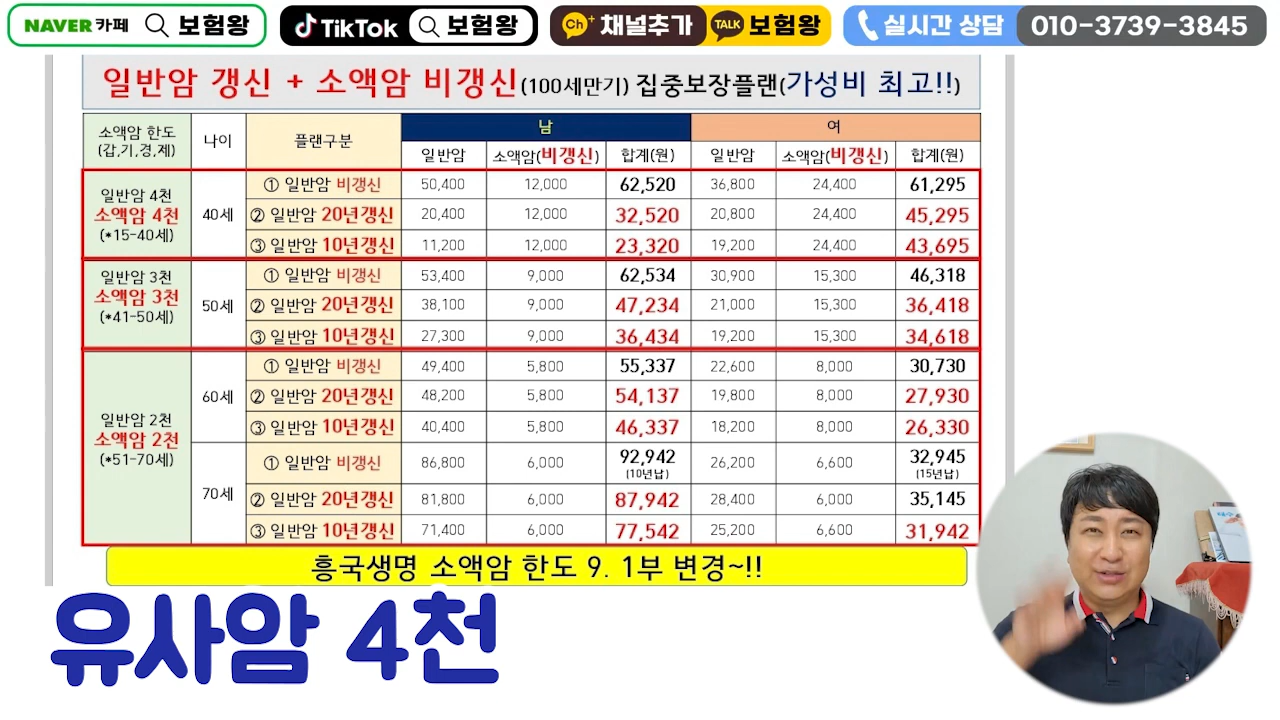 NAVER 카페 보험왕
TikTok 보험왕
Ch+ 채널추가 TALK 보험왕
실시간 상담 010-3739-3845
일반암 갱신 + 소액암 비갱신(100세만기) 집중보장플랜(가성비 최고!!)
소액암 한도 (갑,기,경,제) 나이 플랜구분 남 여
일반암 소액암(비갱신) 합계(원) 일반암 소액암(비갱신) 합계(원)
일반암 4천 소액암 4천 (*15-40세) 40세
① 일반암 비갱신 50,400 12,000 62,520 36,800 24,400 61,295
② 일반암 20년갱신 20,400 12,000 32,520 20,800 24,400 45,295
③ 일반암 10년갱신 11,200 12,000 23,320 19,200 24,400 43,695
일반암 3천 소액암 3천 (*41-50세) 50세
① 일반암 비갱신 53,400 9,000 62,534 30,900 15,300 46,318
② 일반암 20년갱신 38,100 9,000 47,234 21,000 15,300 36,418
③ 일반암 10년갱신 27,300 9,000 36,434 19,200 15,300 34,618
일반암 2천 소액암 2천 (*51-70세) 60세
① 일반암 비갱신 49,400 5,800 55,337 22,600 8,000 30,730
② 일반암 20년갱신 48,200 5,800 54,137 19,800 8,000 27,930
③ 일반암 10년갱신 40,400 5,800 46,337 18,200 8,000 26,330
70세
① 일반암 비갱신 86,800 6,000 92,942 (10년납) 26,200 6,600 32,945 (15년납)
② 일반암 20년갱신 81,800 6,000 87,942 28,400 6,000 35,145
③ 일반암 10년갱신 71,400 6,000 77,542 25,200 6,600 31,942
흥국생명 소액암 한도 9. 1부 변경~!!
유사암 4천